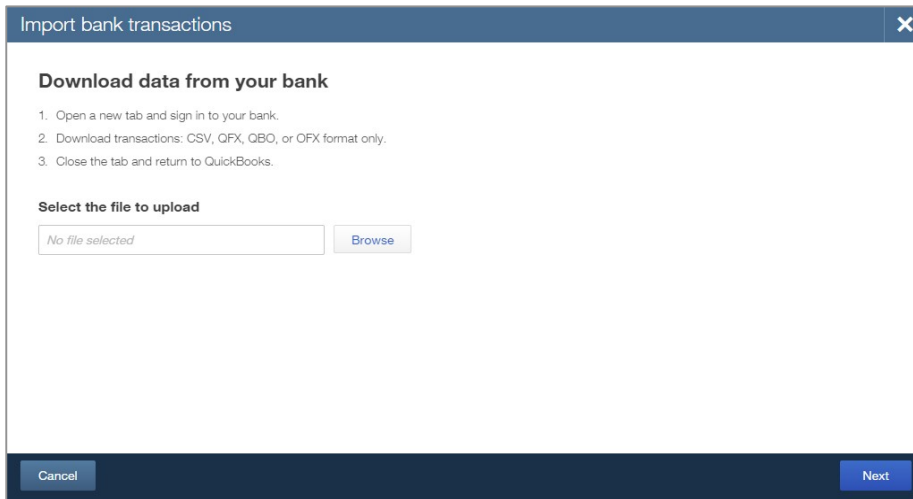 Import bank transactions
Download data from your bank
1. Open a new tab and sign in to your bank.
2. Download transactions: CSV, QFX, QBO, or OFX format only.
3. Close the tab and return to QuickBooks.
Select the file to upload
No file selected
Browse
Cancel
Next